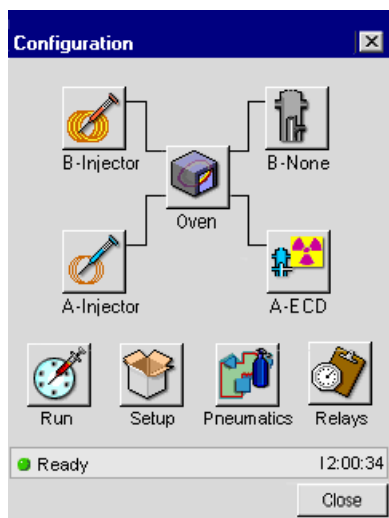 Configuration
B-Injector
B-None
Oven
A-Injector
A-ECD
Run
Setup
Pneumatics
Relays
Ready
12:00:34
Close